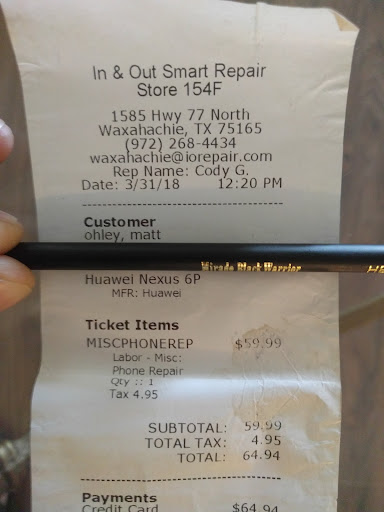 In & Out Smart Repair
Store 154F
1585 Hwy 77 North
Waxahachie, TX 75165
(972) 268-4434
waxahachie@iorepair.com
Rep Name: Cody G.
Date: 3/31/18 12:20 PM
Customer
ohley, matt
Mirado Black Warrior HB
Huawei Nexus 6P
MFR: Huawei
Ticket Items
MISCPHONEREP $59.99
Labor - Misc:
Phone Repair
Qty :: 1
Tax 4.95
SUBTOTAL: 59.99
TOTAL TAX: 4.95
TOTAL: 64.94
Payments
Credit Card $64.94